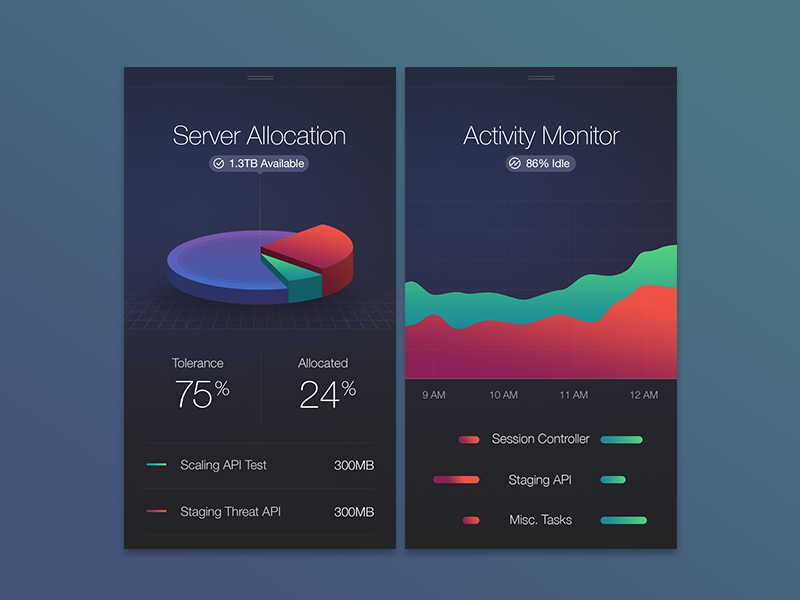 Server Allocation
1.3TB Available
Tolerance
75%
Allocated
24%
Scaling API Test 300MB
Staging Threat API 300MB
Activity Monitor
86% Idle
9 AM 10 AM 11 AM 12 AM
Session Controller
Staging API
Misc. Tasks